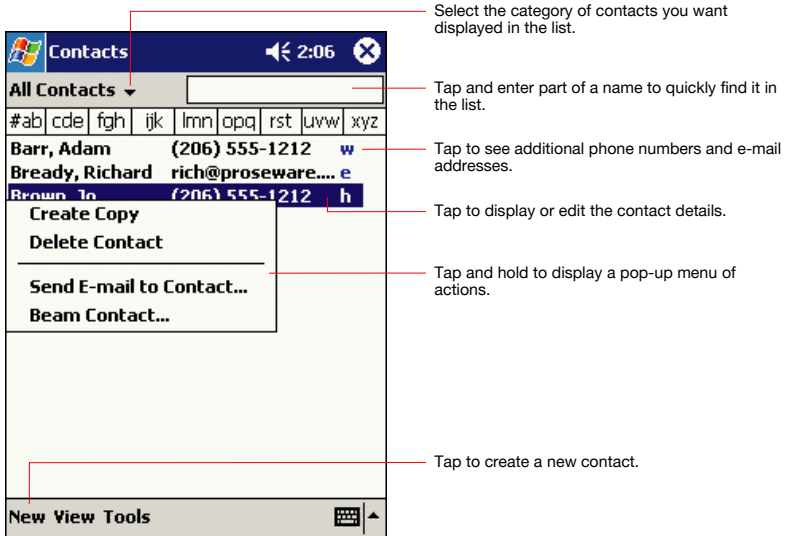 Select the category of contacts you want
displayed in the list.
Contacts 2:06
All Contacts
Tap and enter part of a name to quickly find it in
the list.
#ab cde fgh ijk lmn opq rst uvw xyz
Barr, Adam (206) 555-1212 w
Tap to see additional phone numbers and e-mail
addresses.
Bready, Richard rich@proseware.... e
Brown, Jo (206) 555-1212 h
Tap to display or edit the contact details.
Create Copy
Delete Contact
Send E-mail to Contact...
Beam Contact...
Tap and hold to display a pop-up menu of
actions.
Tap to create a new contact.
New View Tools